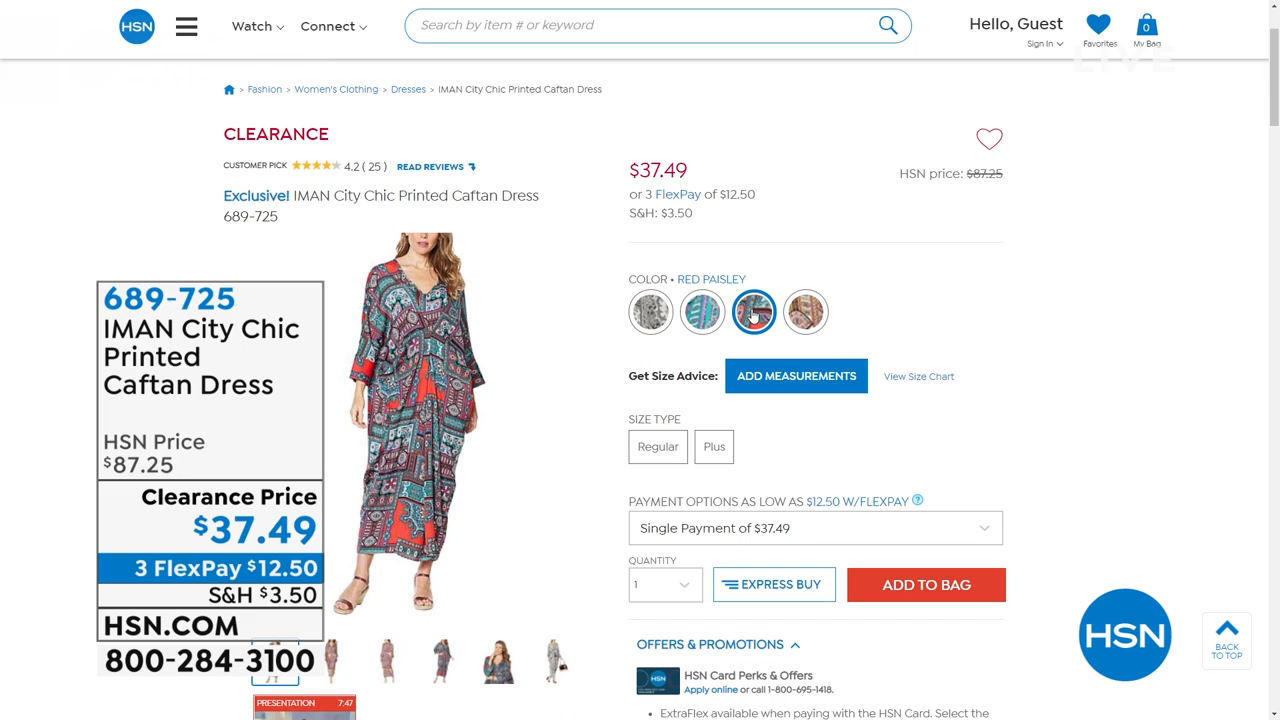 HSN
Watch
Connect
Search by item # or keyword
Hello, Guest
Sign In
Favorites
0
My Bag
LIVE
> Fashion > Women's Clothing > Dresses > IMAN City Chic Printed Caftan Dress
CLEARANCE
CUSTOMER PICK 4.2 ( 25 ) READ REVIEWS
Exclusive! IMAN City Chic Printed Caftan Dress
689-725
$37.49
HSN price: $87.25
or 3 FlexPay of $12.50
S&H: $3.50
COLOR • RED PAISLEY
Get Size Advice: ADD MEASUREMENTS View Size Chart
SIZE TYPE
Regular Plus
PAYMENT OPTIONS AS LOW AS $12.50 W/FLEXPAY ?
Single Payment of $37.49
QUANTITY
1
EXPRESS BUY
ADD TO BAG
OFFERS & PROMOTIONS
HSN
HSN Card Perks & Offers
Apply online or call 1-800-695-1418.
• ExtraFlex available when paying with the HSN Card. Select the
689-725
IMAN City Chic
Printed
Caftan Dress
HSN Price
$87.25
Clearance Price
$37.49
3 FlexPay $12.50
S&H $3.50
HSN.COM
800-284-3100
PRESENTATION 7:47
HSN
BACK
TO TOP